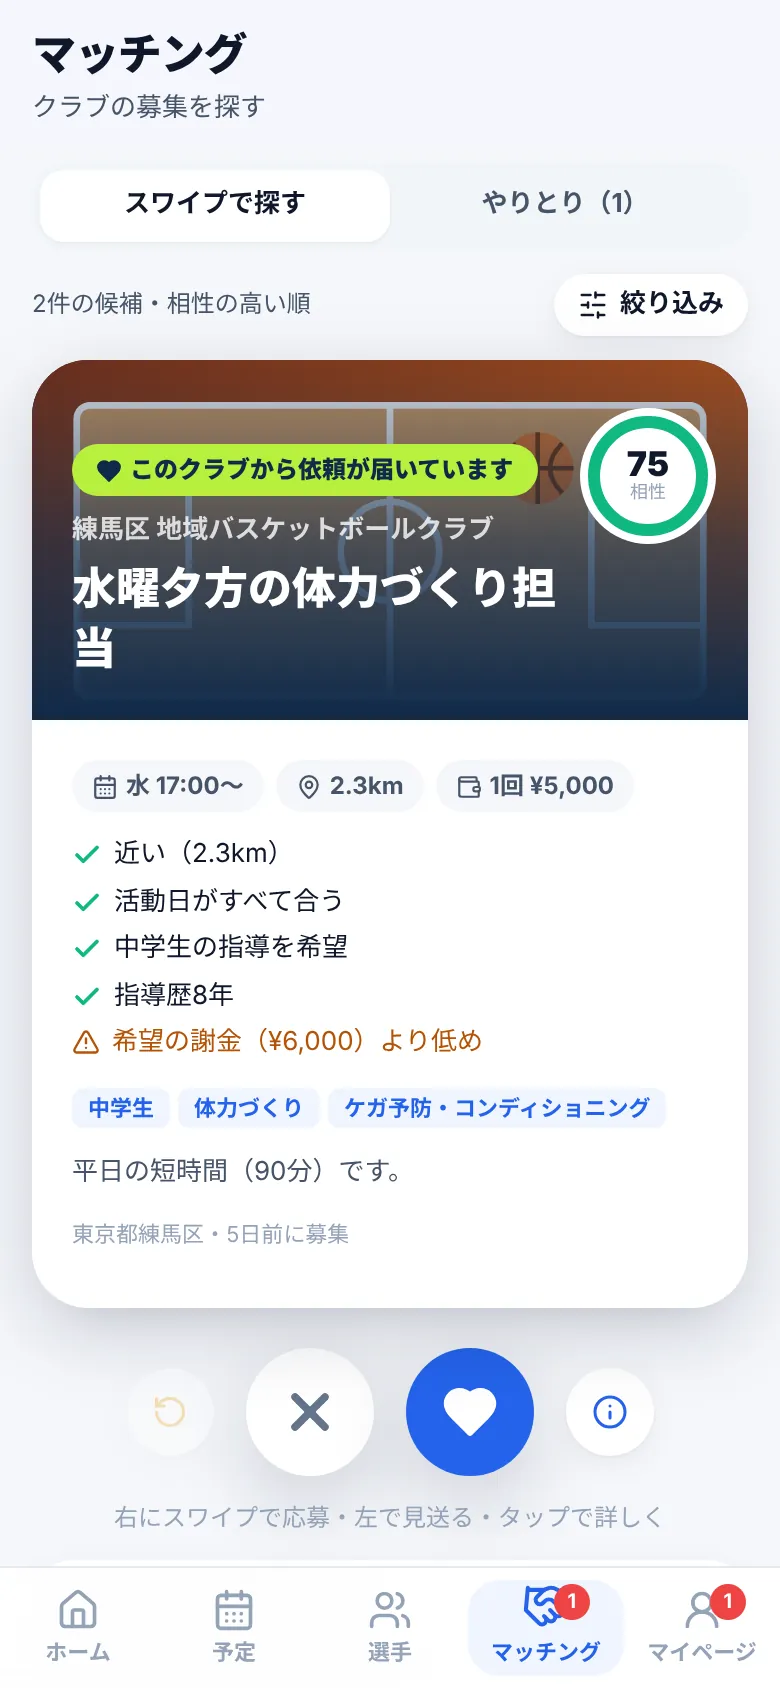 マッチング
クラブの募集を探す
スワイプで探す
やりとり（1）
2件の候補・相性の高い順
絞り込み
このクラブから依頼が届いています
75
相性
練馬区 地域バスケットボールクラブ
水曜夕方の体力づくり担
当
水 17:00〜
2.3km
1回 ¥5,000
近い（2.3km）
活動日がすべて合う
中学生の指導を希望
指導歴8年
希望の謝金（¥6,000）より低め
中学生
体力づくり
ケガ予防・コンディショニング
平日の短時間（90分）です。
東京都練馬区・5日前に募集
右にスワイプで応募・左で見送る・タップで詳しく
ホーム
予定
選手
1
マッチング
1
マイページ